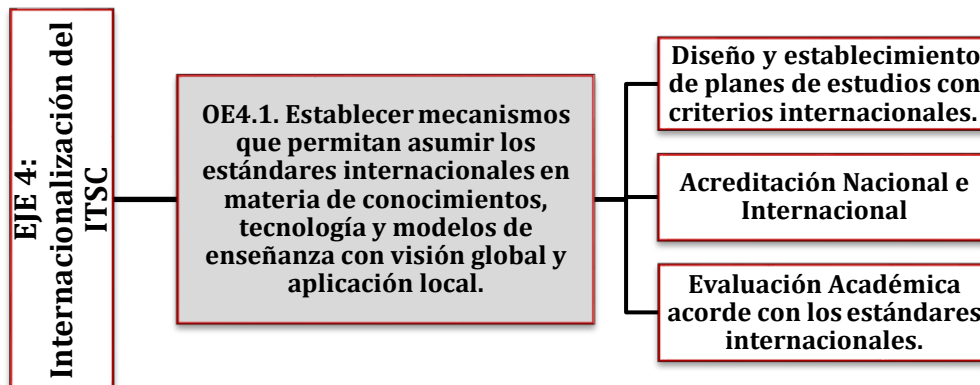 EJE 4:
Internacionalización del
ITSC
OE4.1. Establecer mecanismos
que permitan asumir los
estándares internacionales en
materia de conocimientos,
tecnología y modelos de
enseñanza con visión global y
aplicación local.
Diseño y establecimiento
de planes de estudios con
criterios internacionales.
Acreditación Nacional e
Internacional
Evaluación Académica
acorde con los estándares
internacionales.